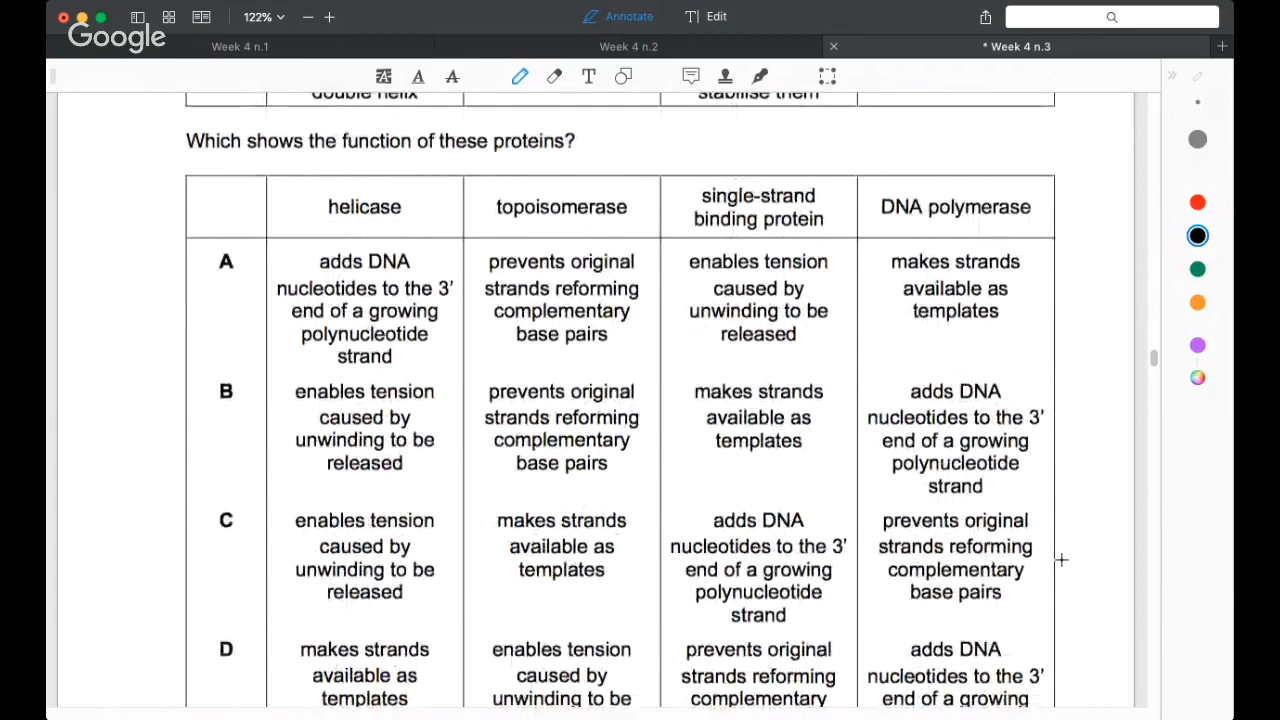 122%
Annotate
Edit
Google
Week 4 n.1
Week 4 n.2
* Week 4 n.3
double helix
stabilise them
Which shows the function of these proteins?
helicase
topoisomerase
single-strand
binding protein
DNA polymerase
A
adds DNA
nucleotides to the 3’
end of a growing
polynucleotide
strand
prevents original
strands reforming
complementary
base pairs
enables tension
caused by
unwinding to be
released
makes strands
available as
templates
B
enables tension
caused by
unwinding to be
released
prevents original
strands reforming
complementary
base pairs
makes strands
available as
templates
adds DNA
nucleotides to the 3’
end of a growing
polynucleotide
strand
C
enables tension
caused by
unwinding to be
released
makes strands
available as
templates
adds DNA
nucleotides to the 3’
end of a growing
polynucleotide
strand
prevents original
strands reforming
complementary
base pairs
D
makes strands
available as
templates
enables tension
caused by
unwinding to be
prevents original
strands reforming
complementary
adds DNA
nucleotides to the 3’
end of a growing